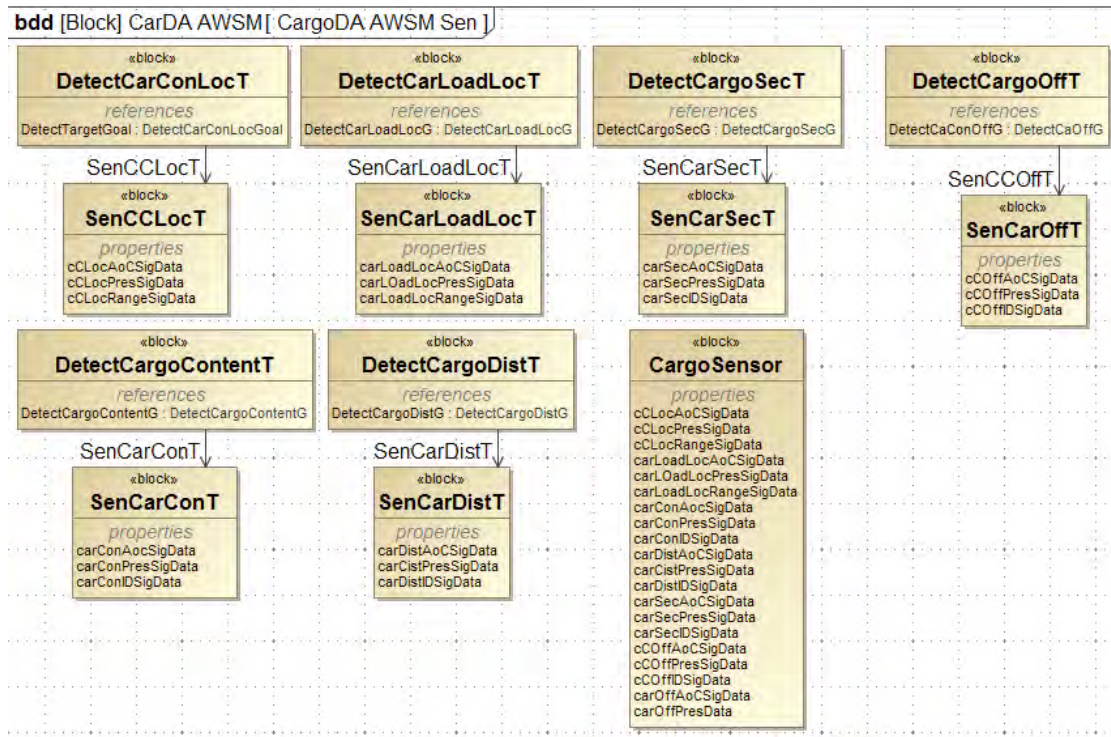 bdd [Block] CarDA AWSM[ CargoDA AWSM Sen ]
«block»
DetectCarConLocT
references
DetectTargetGoal : DetectCarConLocGoal
«block»
DetectCarLoadLocT
references
DetectCarLoadLocG : DetectCarLoadLocG
«block»
DetectCargoSecT
references
DetectCargoSecG : DetectCargoSecG
«block»
DetectCargoOffT
references
DetectCaConOffG : DetectCaOffG
SenCCLocT
«block»
SenCCLocT
properties
cCLocAoCSigData
cCLocPresSigData
cCLocRangeSigData
SenCarLoadLocT
«block»
SenCarLoadLocT
properties
carLoadLocAoCSigData
carLOadLocPresSigData
carLoadLocRangeSigData
SenCarSecT
«block»
SenCarSecT
properties
carSecAoCSigData
carSecPresSigData
carSecIDSigData
SenCCOffT
«block»
SenCarOffT
properties
cCOffAoCSigData
cCOffPresSigData
cCOffIDSigData
«block»
DetectCargoContentT
references
DetectCargoContentG : DetectCargoContentG
«block»
DetectCargoDistT
references
DetectCargoDistG : DetectCargoDistG
SenCarConT
«block»
SenCarConT
properties
carConAocSigData
carConPresSigData
carConIDSigData
SenCarDistT
«block»
SenCarDistT
properties
carDistAoCSigData
carCistPresSigData
carDistIDSigData
«block»
CargoSensor
properties
cCLocAoCSigData
cCLocPresSigData
cCLocRangeSigData
carLoadLocAoCSigData
carLOadLocPresSigData
carLoadLocRangeSigData
carConAocSigData
carConPresSigData
carConIDSigData
carDistAoCSigData
carCistPresSigData
carDistIDSigData
carSecAoCSigData
carSecPresSigData
carSecIDSigData
cCOffAoCSigData
cCOffPresSigData
cCOffIDSigData
carOffAoCSigData
carOffPresData